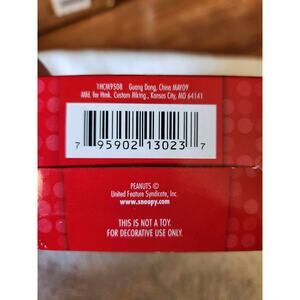 1HCM9508 Guang Dong, China MAY09
Mfd. for Hmk. Custom Mktng., Kansas City, MO 64141
7 95902 13023 7
PEANUTS ©
United Feature Syndicate, Inc.
www.snoopy.com
THIS IS NOT A TOY.
FOR DECORATIVE USE ONLY.